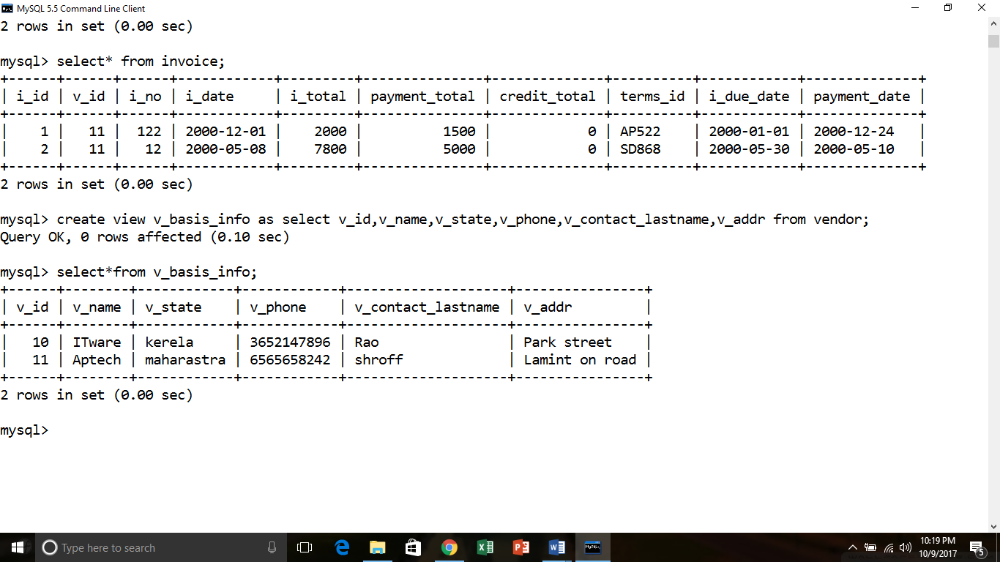 MySQL 5.5 Command Line Client
2 rows in set (0.00 sec)
mysql> select* from invoice;
+------+------+------+------------+---------+---------------+--------------+----------+------------+--------------+
| i_id | v_id | i_no | i_date     | i_total | payment_total | credit_total | terms_id | i_due_date | payment_date |
+------+------+------+------------+---------+---------------+--------------+----------+------------+--------------+
|    1 |   11 |  122 | 2000-12-01 |    2000 |          1500 |            0 | AP522    | 2000-01-01 | 2000-12-24   |
|    2 |   11 |   12 | 2000-05-08 |    7800 |          5000 |            0 | SD868    | 2000-05-30 | 2000-05-10   |
+------+------+------+------------+---------+---------------+--------------+----------+------------+--------------+
2 rows in set (0.00 sec)
mysql> create view v_basis_info as select v_id,v_name,v_state,v_phone,v_contact_lastname,v_addr from vendor;
Query OK, 0 rows affected (0.10 sec)
mysql> select*from v_basis_info;
+------+--------+------------+------------+--------------------+----------------+
| v_id | v_name | v_state    | v_phone    | v_contact_lastname | v_addr         |
+------+--------+------------+------------+--------------------+----------------+
|   10 | ITware | kerela     | 3652147896 | Rao                | Park street    |
|   11 | Aptech | maharastra | 6565658242 | shroff             | Lamint on road |
+------+--------+------------+------------+--------------------+----------------+
2 rows in set (0.00 sec)
mysql>
Type here to search
10:19 PM
10/9/2017
5